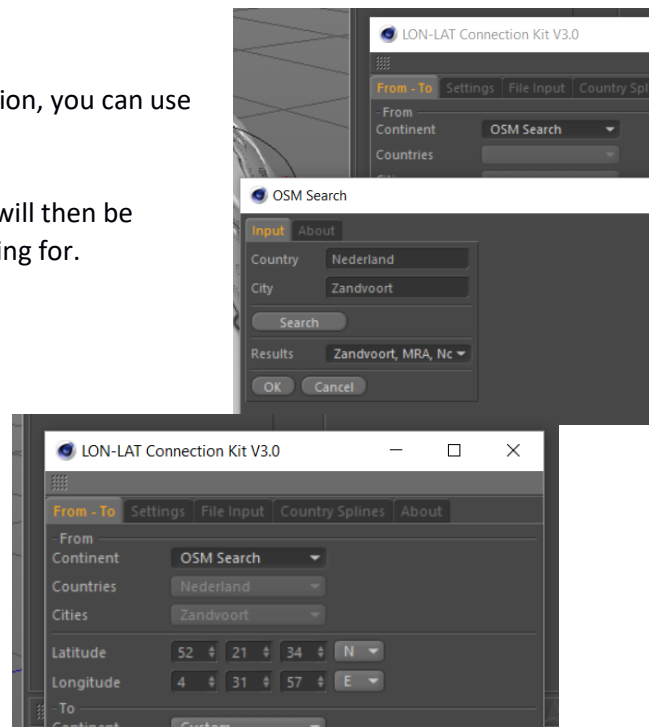 ion, you can use
will then be
ing for.
LON-LAT Connection Kit V3.0
From - To Settings File Input Country Spl
From
Continent OSM Search
Countries
OSM Search
Input About
Country Nederland
City Zandvoort
Search
Results Zandvoort, MRA, Nc
OK Cancel
LON-LAT Connection Kit V3.0
From - To Settings File Input Country Splines About
From
Continent OSM Search
Countries Nederland
Cities Zandvoort
Latitude 52 21 34 N
Longitude 4 31 57 E
To
Continent Custom